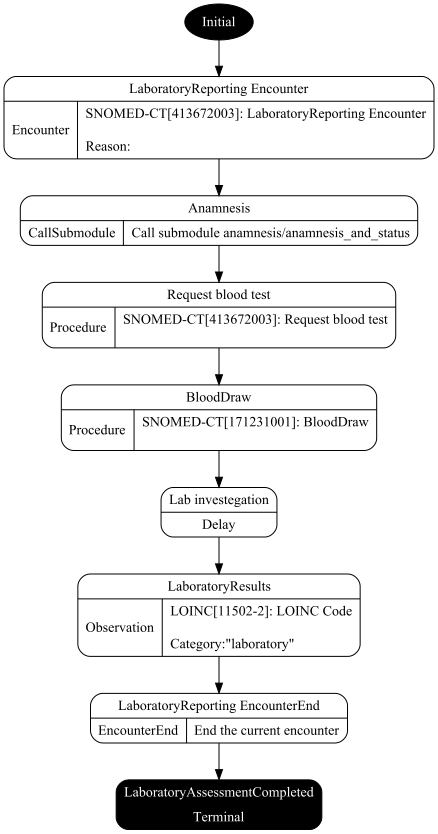 Initial
LaboratoryReporting Encounter
Encounter
SNOMED-CT[413672003]: LaboratoryReporting Encounter
Reason:
Anamnesis
CallSubmodule
Call submodule anamnesis/anamnesis_and_status
Request blood test
Procedure
SNOMED-CT[413672003]: Request blood test
BloodDraw
Procedure
SNOMED-CT[171231001]: BloodDraw
Lab investegation
Delay
LaboratoryResults
Observation
LOINC[11502-2]: LOINC Code
Category:"laboratory"
LaboratoryReporting EncounterEnd
EncounterEnd
End the current encounter
LaboratoryAssessmentCompleted
Terminal